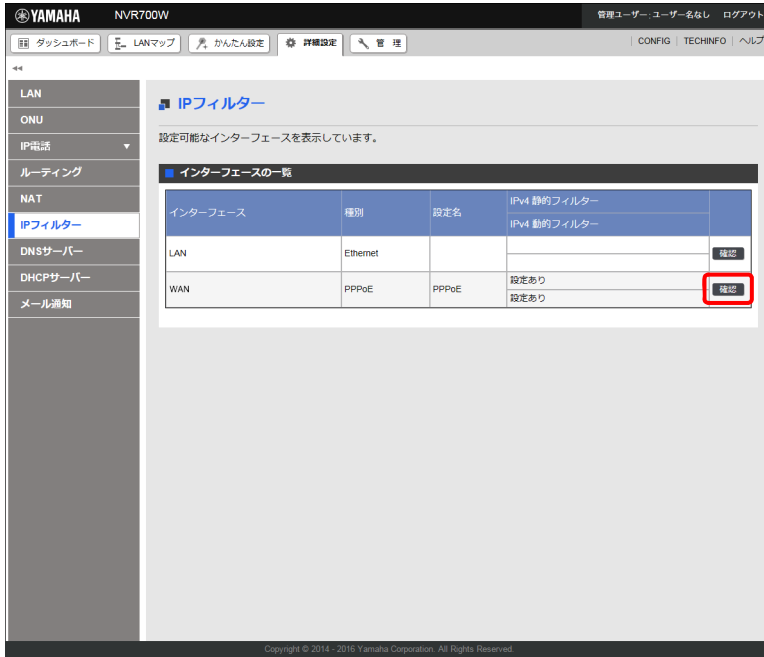 YAMAHA NVR700W 管理ユーザー: ユーザー名なし ログアウト
ダッシュボード LANマップ かんたん設定 詳細設定 管 理 CONFIG TECHINFO ヘルプ
LAN
ONU
IP電話
ルーティング
NAT
IPフィルター
DNSサーバー
DHCPサーバー
メール通知
IPフィルター
設定可能なインターフェースを表示しています。
インターフェースの一覧
インターフェース 種別 設定名 IPv4 静的フィルター
IPv4 動的フィルター
LAN Ethernet 確認
WAN PPPoE PPPoE 設定あり 確認
設定あり
Copyright © 2014 - 2016 Yamaha Corporation. All Rights Reserved.